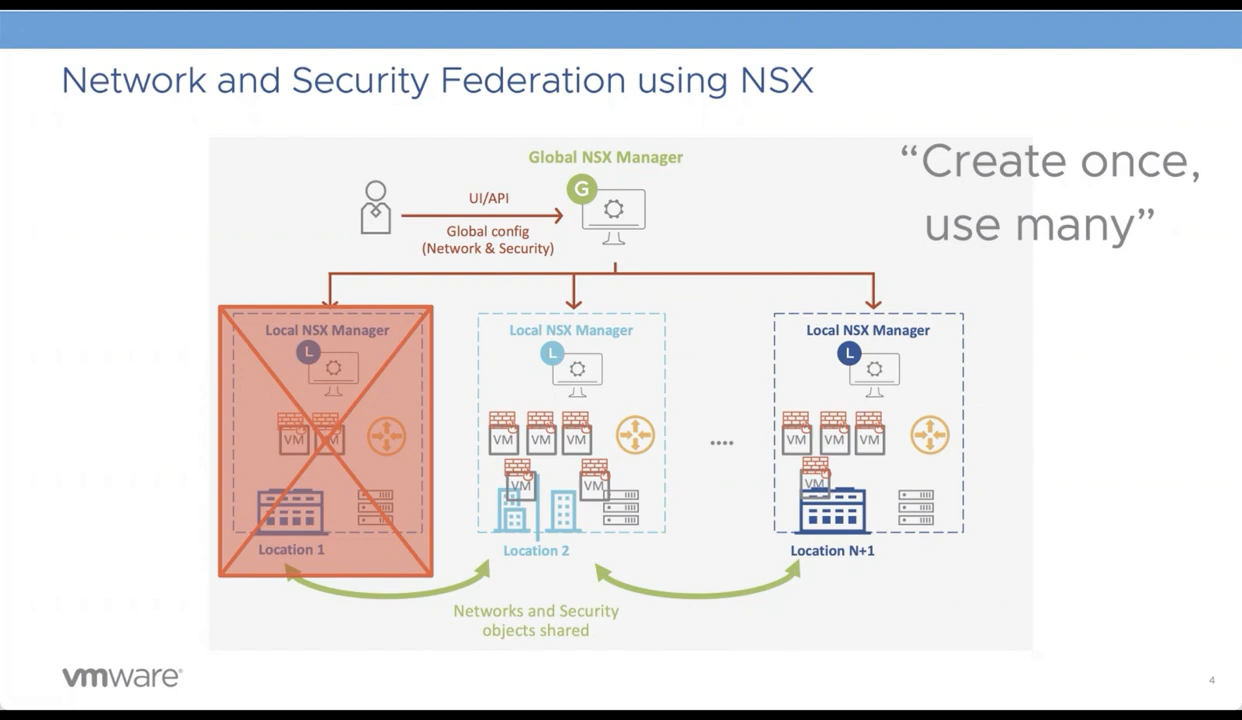 Network and Security Federation using NSX
Global NSX Manager
“Create once,
use many”
G
UI/API
Global config
(Network & Security)
Local NSX Manager
L
VM
VM
Location 1
Local NSX Manager
L
VM
VM
VM
VM
VM
Location 2
....
Local NSX Manager
L
VM
VM
VM
VM
Location N+1
Networks and Security
objects shared
vmware®
4